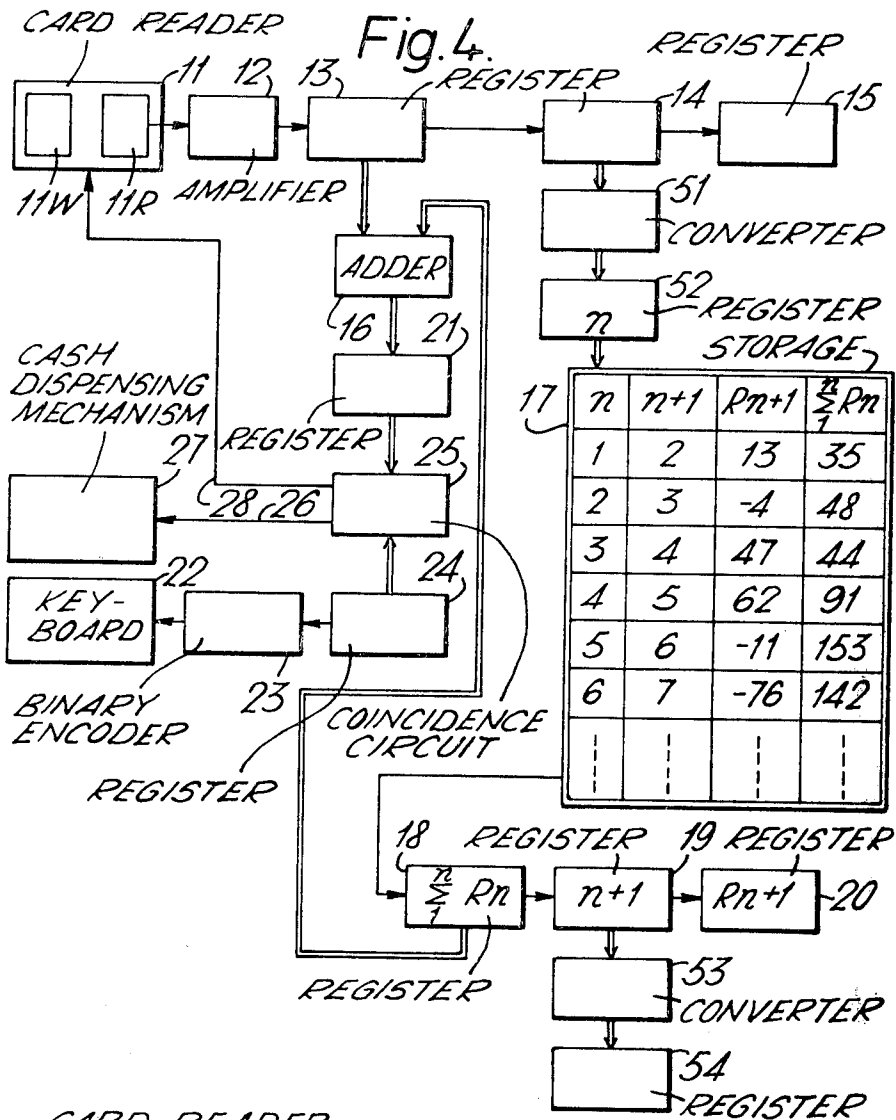 Fig.4.
CARD READER
11
12
13
REGISTER
14
REGISTER
15
11W
11R
AMPLIFIER
51
CONVERTER
ADDER
16
52
n
REGISTER
STORAGE
17
n n+1 Rn+1 n∑1 Rn
1 2 13 35
2 3 -4 48
3 4 47 44
4 5 62 91
5 6 -11 153
6 7 -76 142
21
REGISTER
CASH
DISPENSING
MECHANISM
27
28
26
25
22
KEY-
BOARD
24
23
BINARY
ENCODER
COINCIDENCE
CIRCUIT
REGISTER
18
n∑1 Rn
REGISTER
REGISTER
n+1
19
REGISTER
Rn+1
20
53
CONVERTER
54
REGISTER
CARD READER